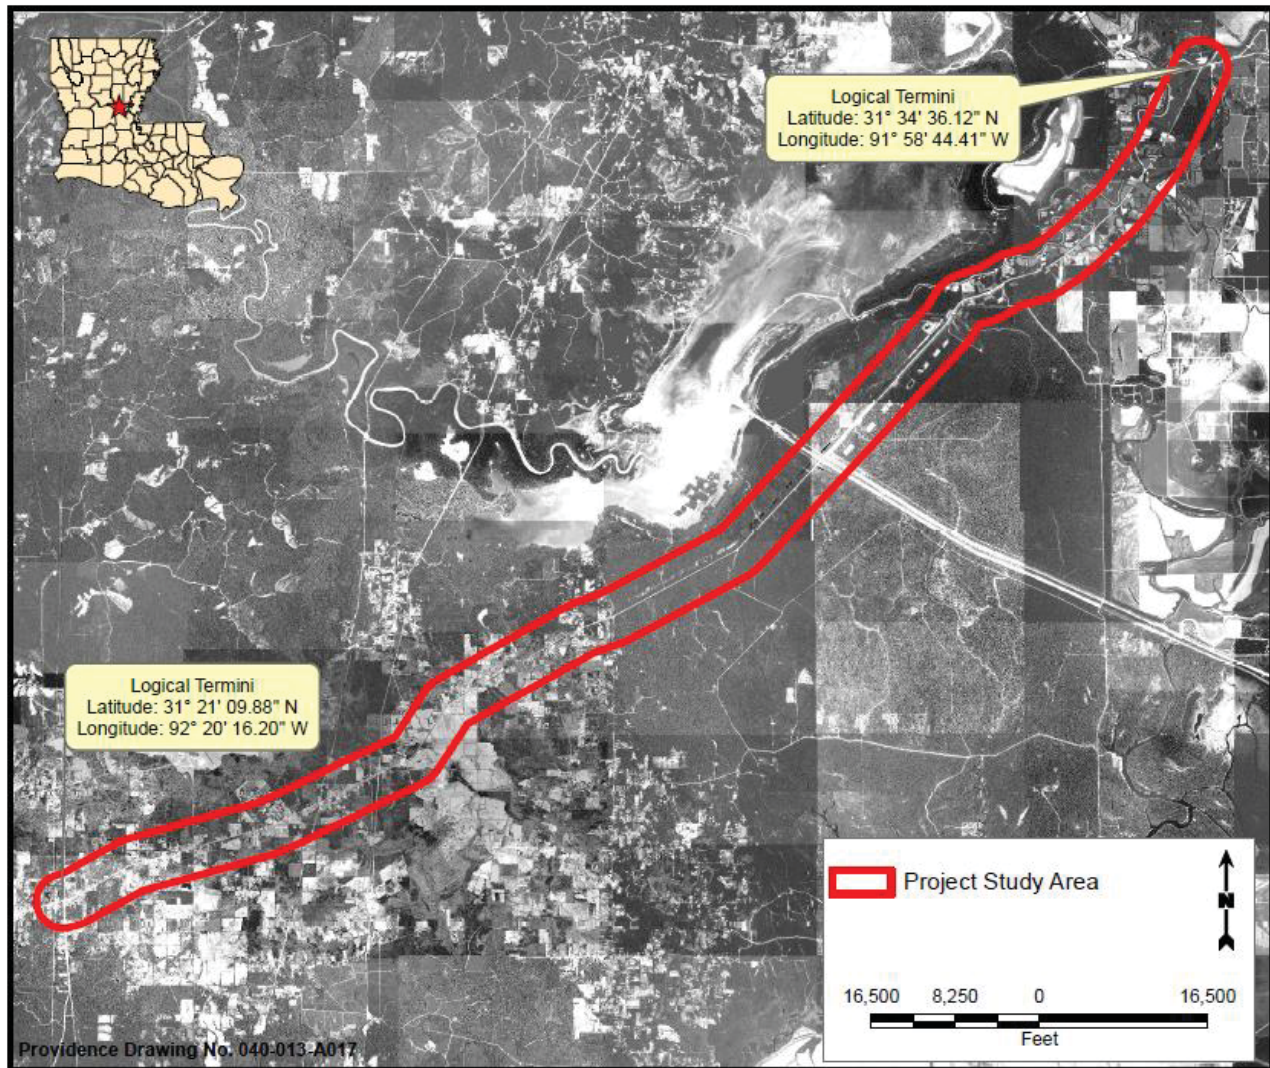 Logical Termini
Latitude: 31° 34' 36.12" N
Longitude: 91° 58' 44.41" W
Logical Termini
Latitude: 31° 21' 09.88" N
Longitude: 92° 20' 16.20" W
Project Study Area
N
16,500 8,250 0 16,500
Feet
Providence Drawing No. 040-013-A017